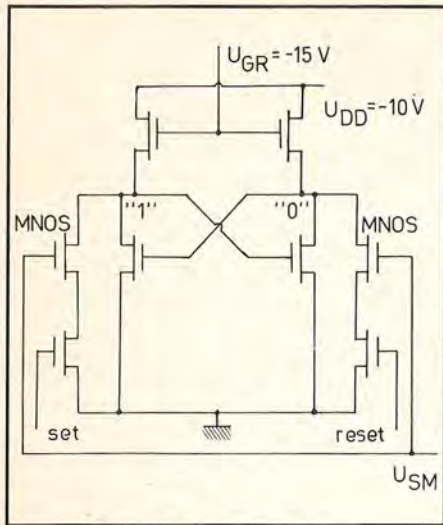 U_GR = -15 V
U_DD = -10 V
"1" "0"
MNOS MNOS
set reset
U_SM